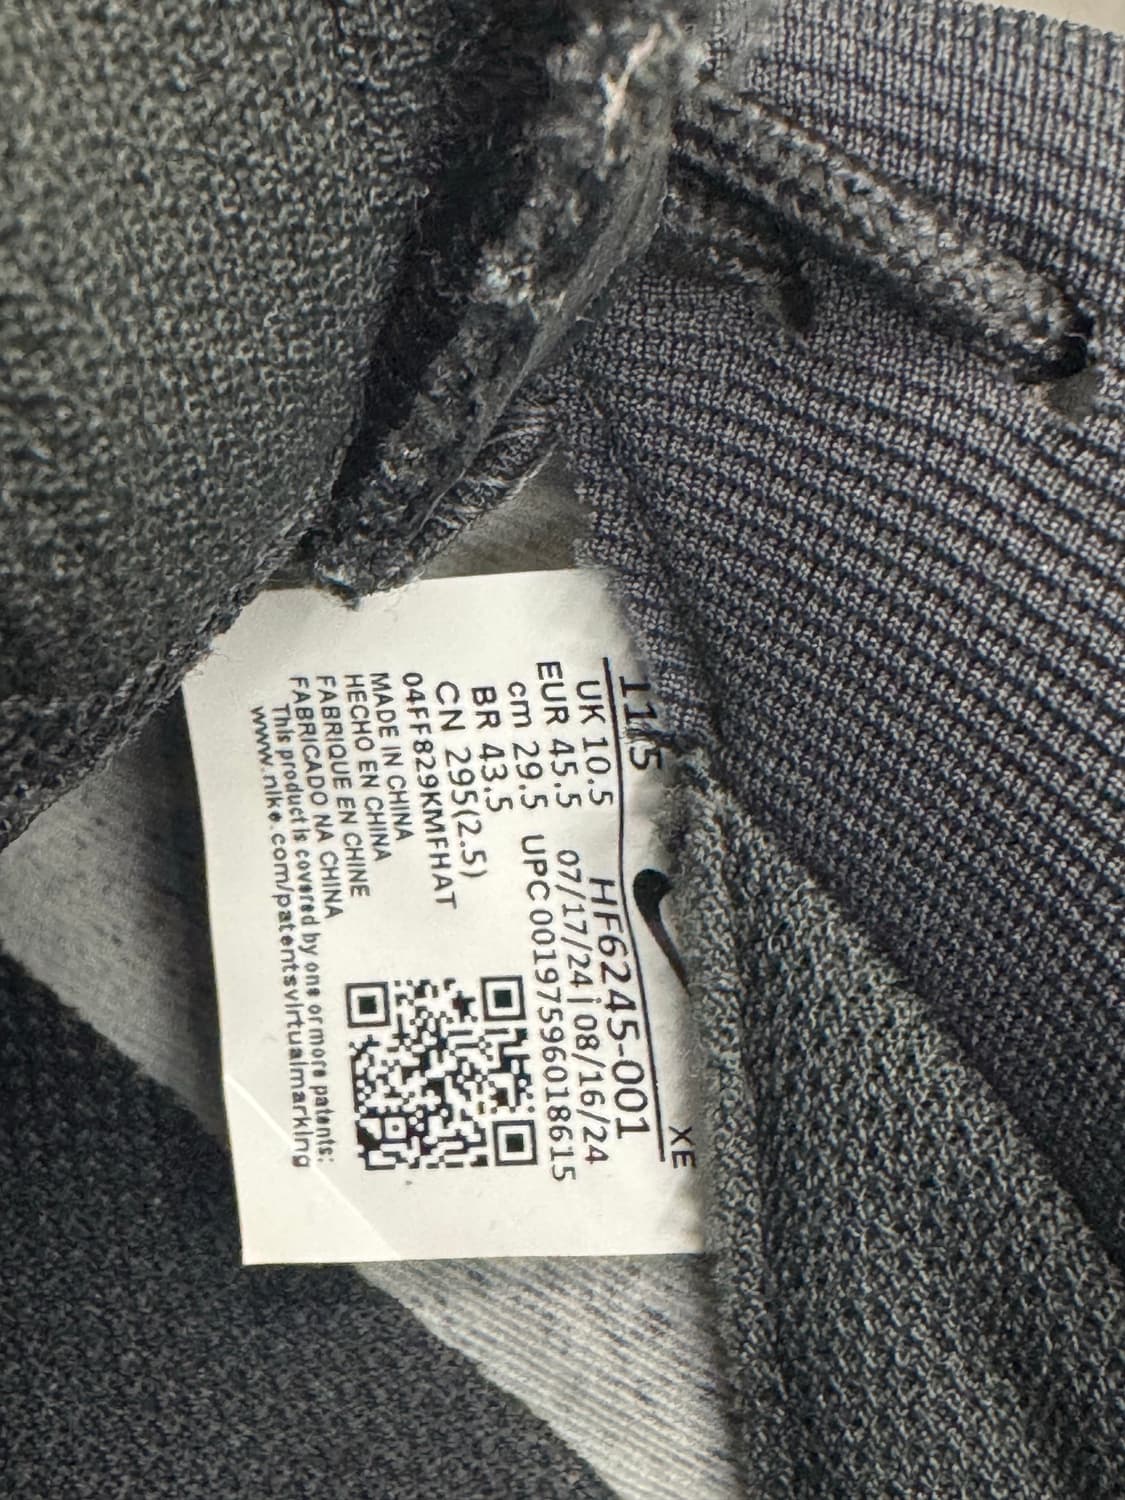 XE
11.5
UK 10.5 HF6245-001
EUR 45.5 07/17/24 | 08/16/24
cm 29.5 UPC00197596018615
BR 43.5
CN 295(2.5)
04FF829KMFHAT
MADE IN CHINA
HECHO EN CHINA
FABRIQUE EN CHINE
FABRICADO NA CHINA
This product is covered by one or more patents:
www.nike.com/patentsvirtualmarking